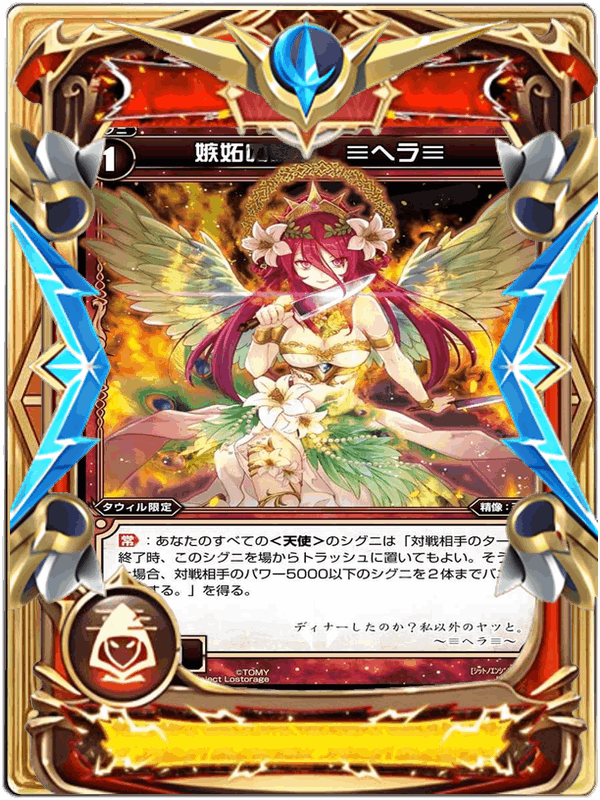 1
嫉妬の ≡ヘラ≡
タウィル限定
精像:
常:あなたのすべての<天使>のシグニは「対戦相手のター
終了時、このシグニを場からトラッシュに置いてもよい。そう
場合、対戦相手のパワー5000以下のシグニを2体までバニ
する。」を得る。
ディナーしたのか?私以外のヤツと。
~≡ヘラ≡~
©TOMY
ject Lostorage